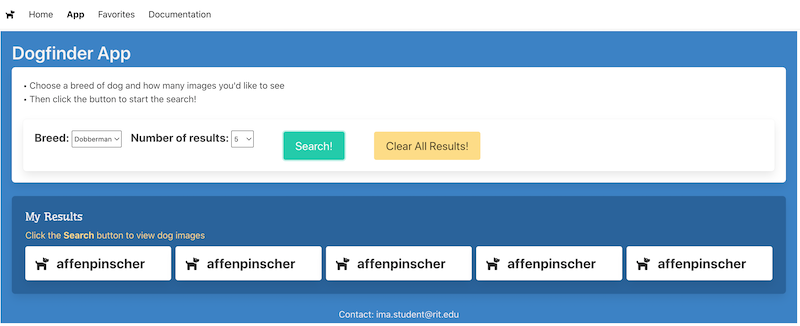 Home App Favorites Documentation
Dogfinder App
• Choose a breed of dog and how many images you'd like to see
• Then click the button to start the search!
Breed: Dobberman Number of results: 5 Search! Clear All Results!
My Results
Click the Search button to view dog images
affenpinscher affenpinscher affenpinscher affenpinscher affenpinscher
Contact: ima.student@rit.edu